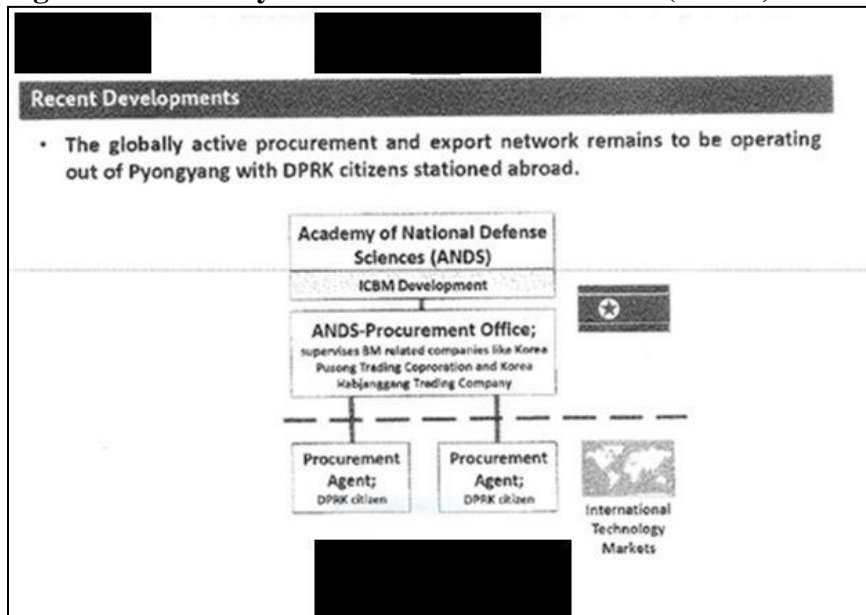 Recent Developments
• The globally active procurement and export network remains to be operating
out of Pyongyang with DPRK citizens stationed abroad.
Academy of National Defense
Sciences (ANDS)
ICBM Development
ANDS-Procurement Office;
supervises BM related companies like Korea
Pusong Trading Coproration and Korea
Habjanggang Trading Company
Procurement
Agent;
DPRK citizen
Procurement
Agent;
DPRK citizen
International
Technology
Markets